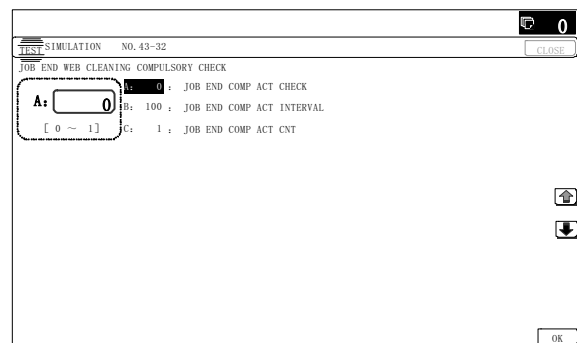 0
TEST SIMULATION NO.43-32 CLOSE
JOB END WEB CLEANING COMPULSORY CHECK
A: 0 A: 0 : JOB END COMP ACT CHECK
B: 100 : JOB END COMP ACT INTERVAL
[ 0 ~ 1] C: 1 : JOB END COMP ACT CNT
OK